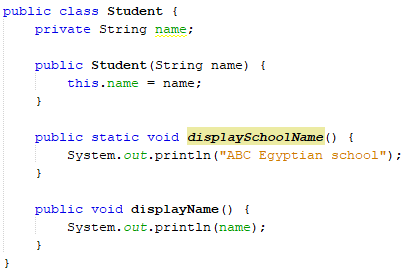 public class Student {
    private String name;

    public Student(String name) {
        this.name = name;
    }

    public static void displaySchoolName() {
        System.out.println("ABC Egyptian school");
    }

    public void displayName() {
        System.out.println(name);
    }
}